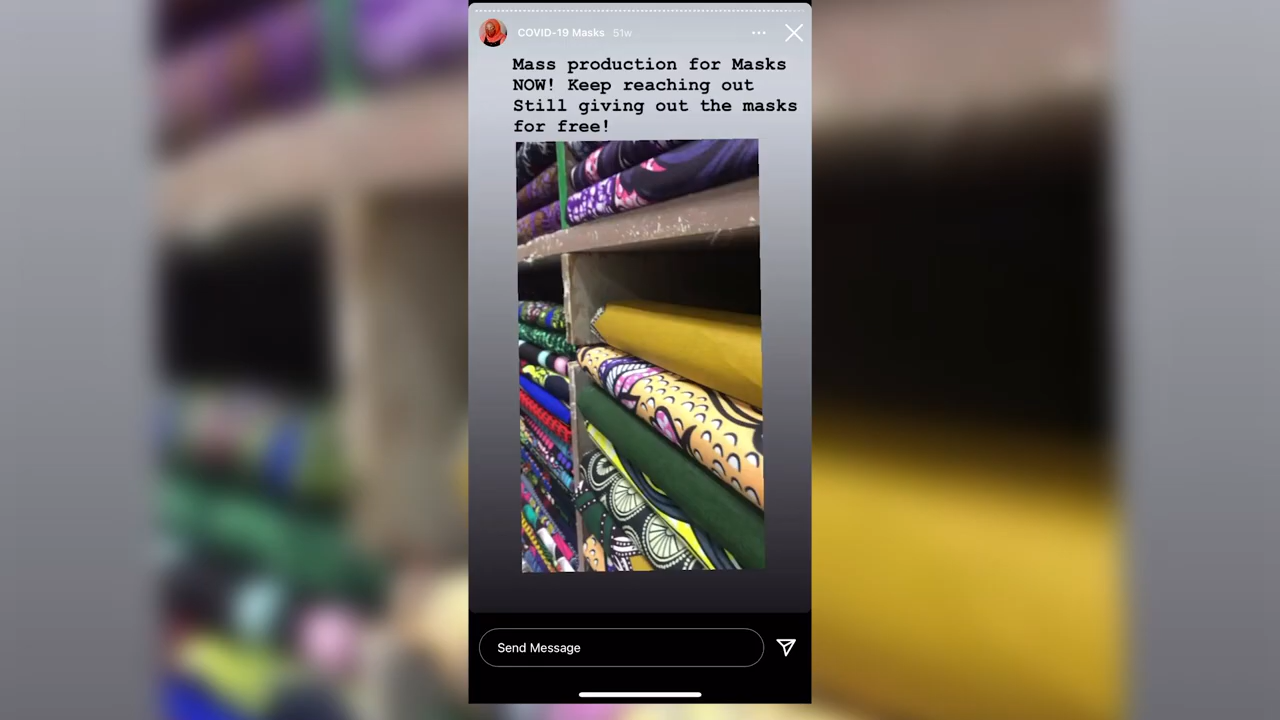 COVID-19 Masks 51w
Mass production for Masks
NOW! Keep reaching out
Still giving out the masks
for free!
Send Message